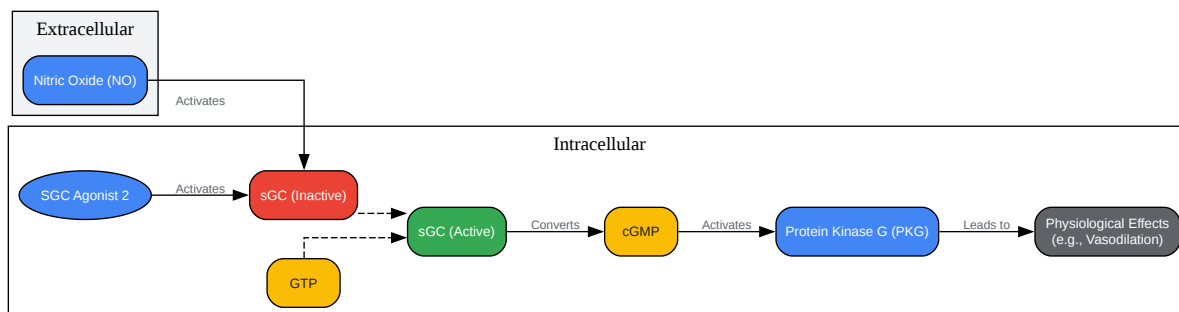 Extracellular
Nitric Oxide (NO)
Activates
Intracellular
SGC Agonist 2
Activates
sGC (Inactive)
sGC (Active)
Converts
cGMP
Activates
Protein Kinase G (PKG)
Leads to
Physiological Effects
(e.g., Vasodilation)
GTP